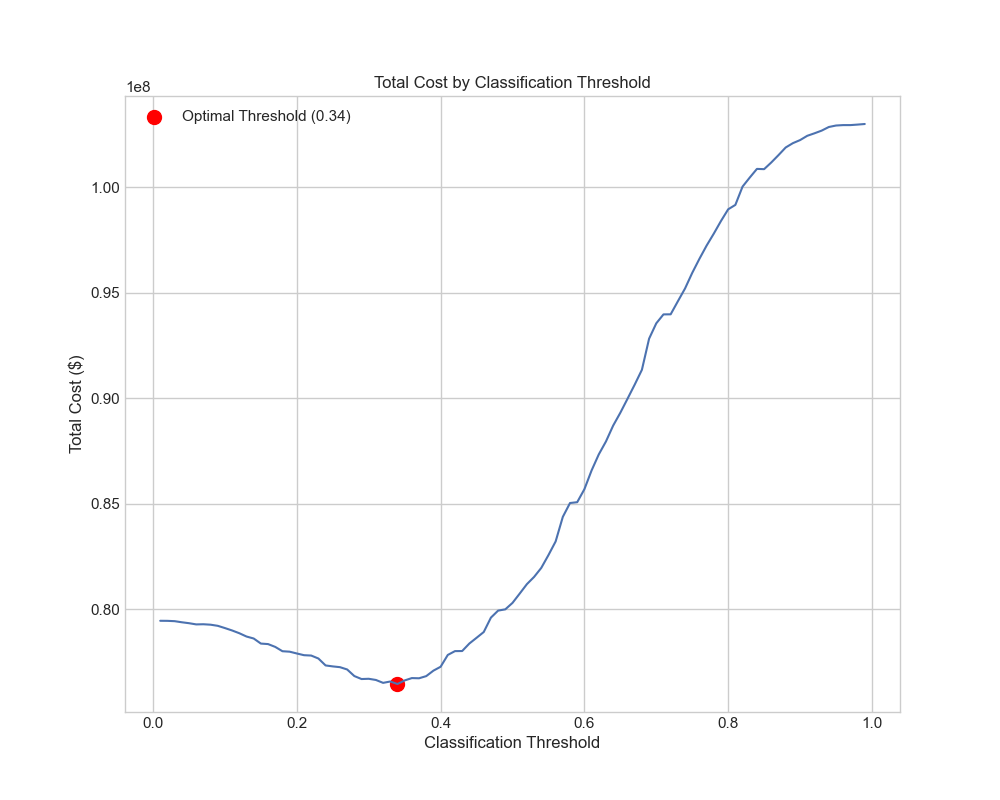 Total Cost by Classification Threshold
1e8
Optimal Threshold (0.34)
1.00
0.95
0.90
0.85
0.80
Total Cost ($)
0.0 0.2 0.4 0.6 0.8 1.0
Classification Threshold